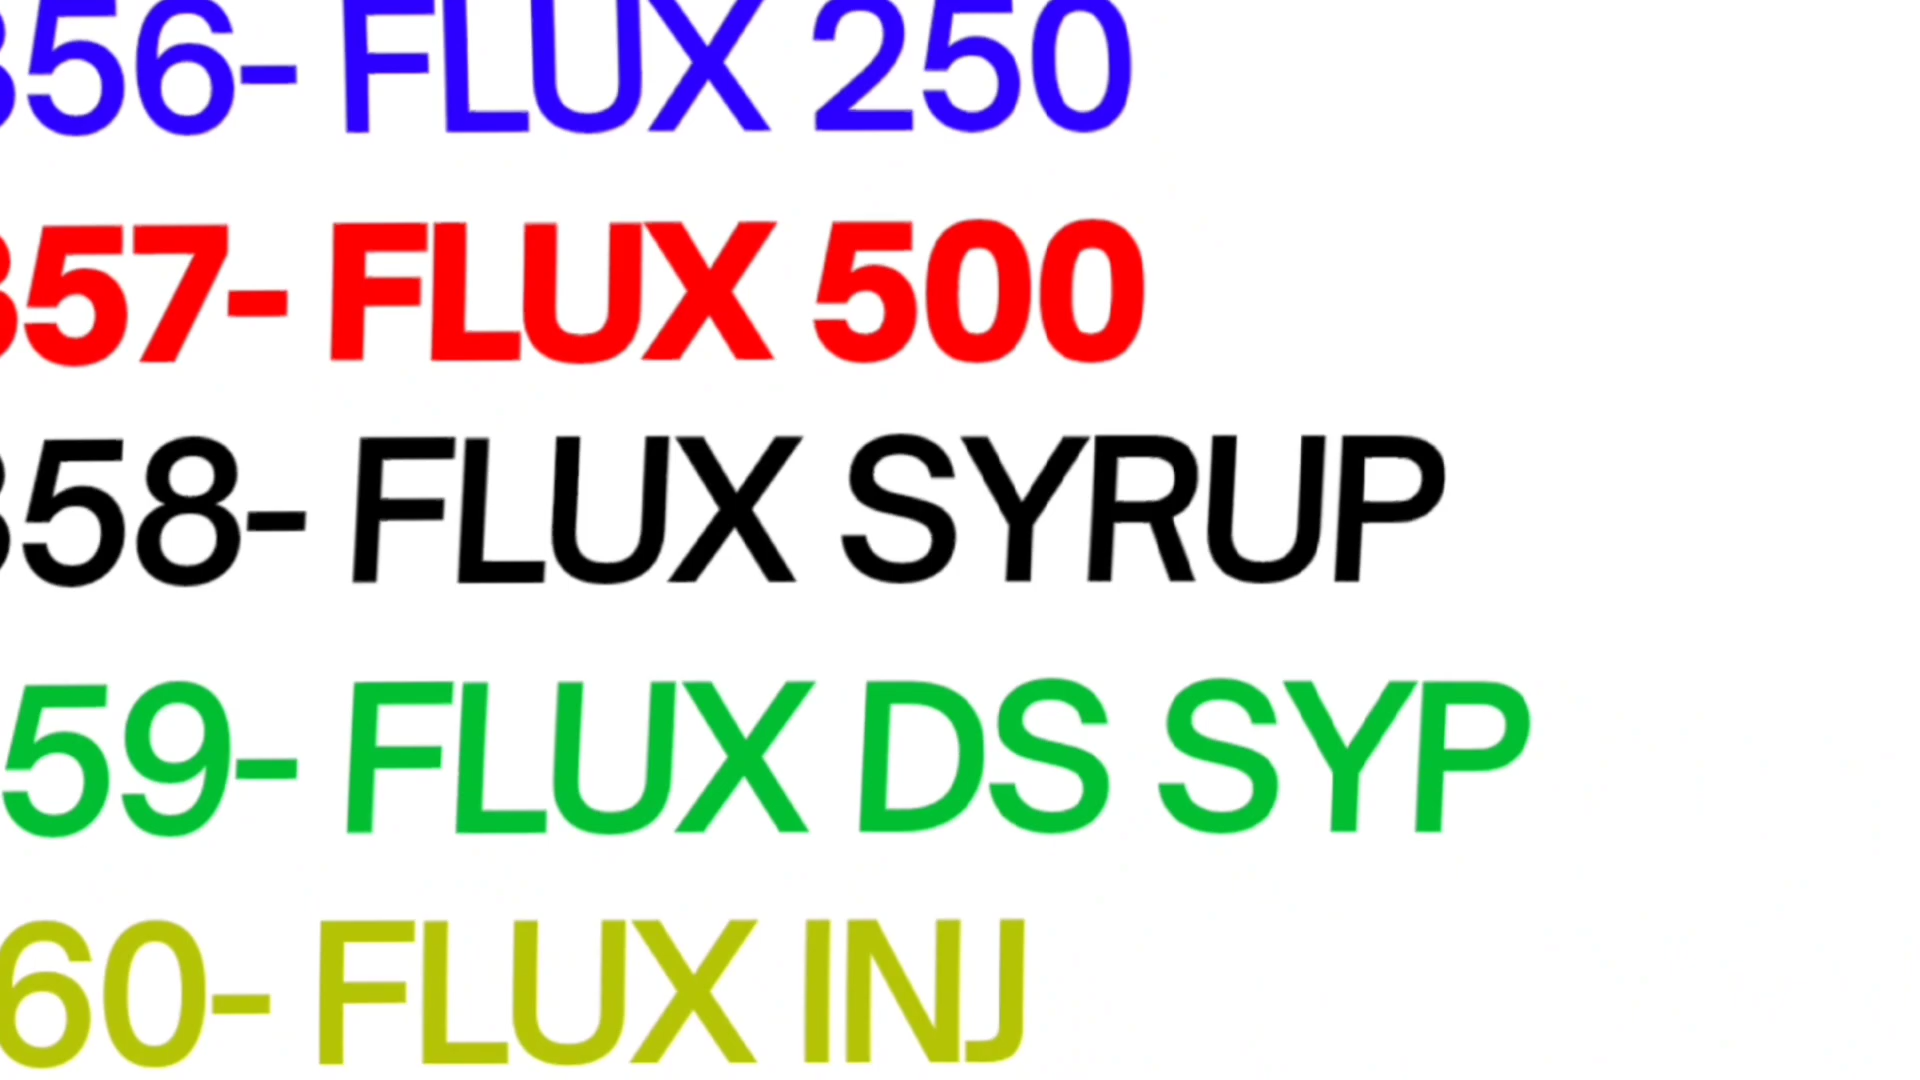 56- FLUX 250
57- FLUX 500
58- FLUX SYRUP
59- FLUX DS SYP
60- FLUX INJ